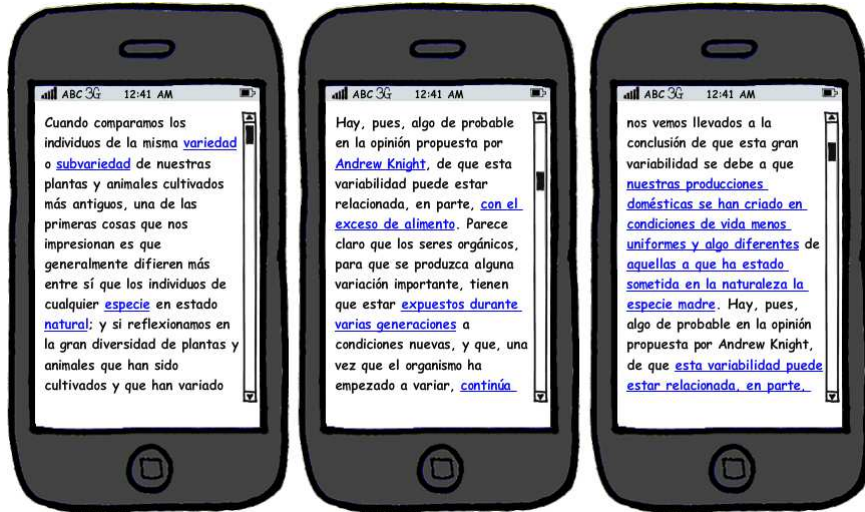 ABC 3G 12:41 AM
Cuando comparamos los
individuos de la misma variedad
o subvariedad de nuestras
plantas y animales cultivados
más antiguos, una de las
primeras cosas que nos
impresionan es que
generalmente difieren más
entre sí que los individuos de
cualquier especie en estado
natural; y si reflexionamos en
la gran diversidad de plantas y
animales que han sido
cultivados y que han variado
ABC 3G 12:41 AM
Hay, pues, algo de probable
en la opinión propuesta por
Andrew Knight, de que esta
variabilidad puede estar
relacionada, en parte, con el
exceso de alimento. Parece
claro que los seres orgánicos,
para que se produzca alguna
variación importante, tienen
que estar expuestos durante
varias generaciones a
condiciones nuevas, y que, una
vez que el organismo ha
empezado a variar, continúa
ABC 3G 12:41 AM
nos vemos llevados a la
conclusión de que esta gran
variabilidad se debe a que
nuestras producciones
domésticas se han criado en
condiciones de vida menos
uniformes y algo diferentes de
aquellas a que ha estado
sometida en la naturaleza la
especie madre. Hay, pues,
algo de probable en la opinión
propuesta por Andrew Knight,
de que esta variabilidad puede
estar relacionada, en parte,